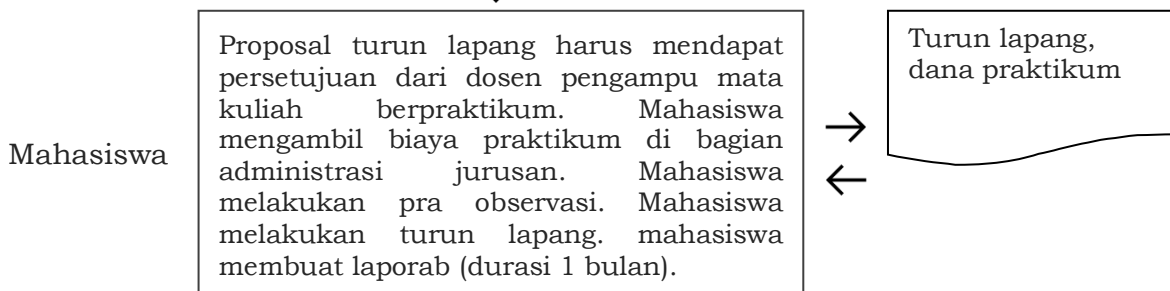 Mahasiswa
Proposal turun lapang harus mendapat
persetujuan dari dosen pengampu mata
kuliah berpraktikum. Mahasiswa
mengambil biaya praktikum di bagian
administrasi jurusan. Mahasiswa
melakukan pra observasi. Mahasiswa
melakukan turun lapang. mahasiswa
membuat laporab (durasi 1 bulan).
Turun lapang,
dana praktikum